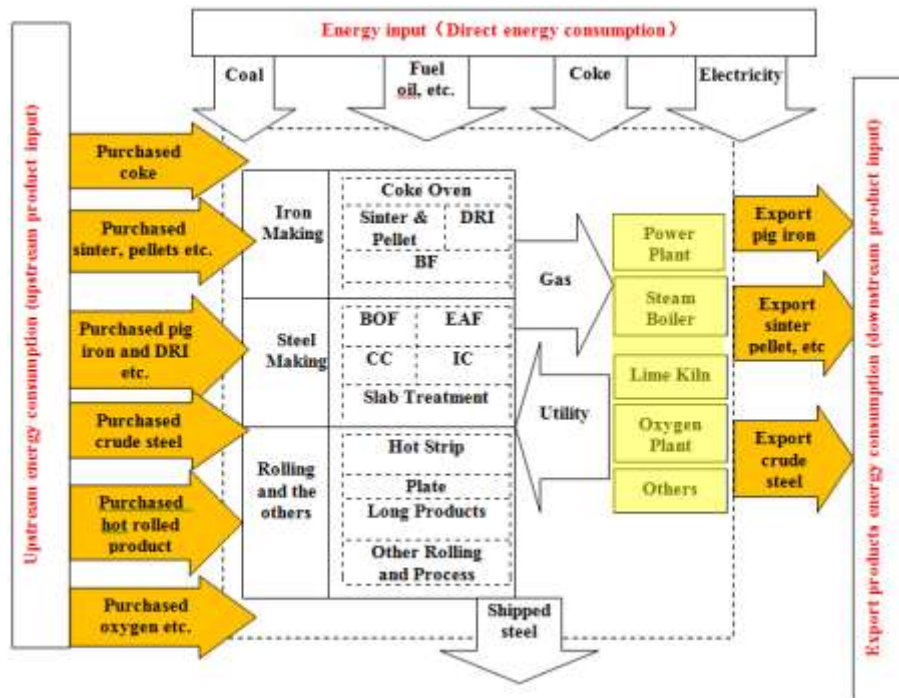 Energy input（Direct energy consumption）
Coal
Fuel
oil, etc.
Coke
Electricity
Upstream energy consumption (upstream product input)
Purchased
coke
Purchased
sinter, pellets etc.
Purchased pig
iron and DRI
etc.
Purchased
crude steel
Purchased
hot rolled
product
Purchased
oxygen etc.
Iron
Making
Coke Oven
Sinter &
Pellet
DRI
BF
Steel
Making
BOF
EAF
CC
IC
Slab Treatment
Rolling
and the
others
Hot Strip
Plate
Long Products
Other Rolling
and Process
Gas
Utility
Power
Plant
Steam
Boiler
Lime Kiln
Oxygen
Plant
Others
Export
pig iron
Export
sinter
pellet, etc
Export
crude
steel
Shipped
steel
Export products energy consumption (downstream product input)